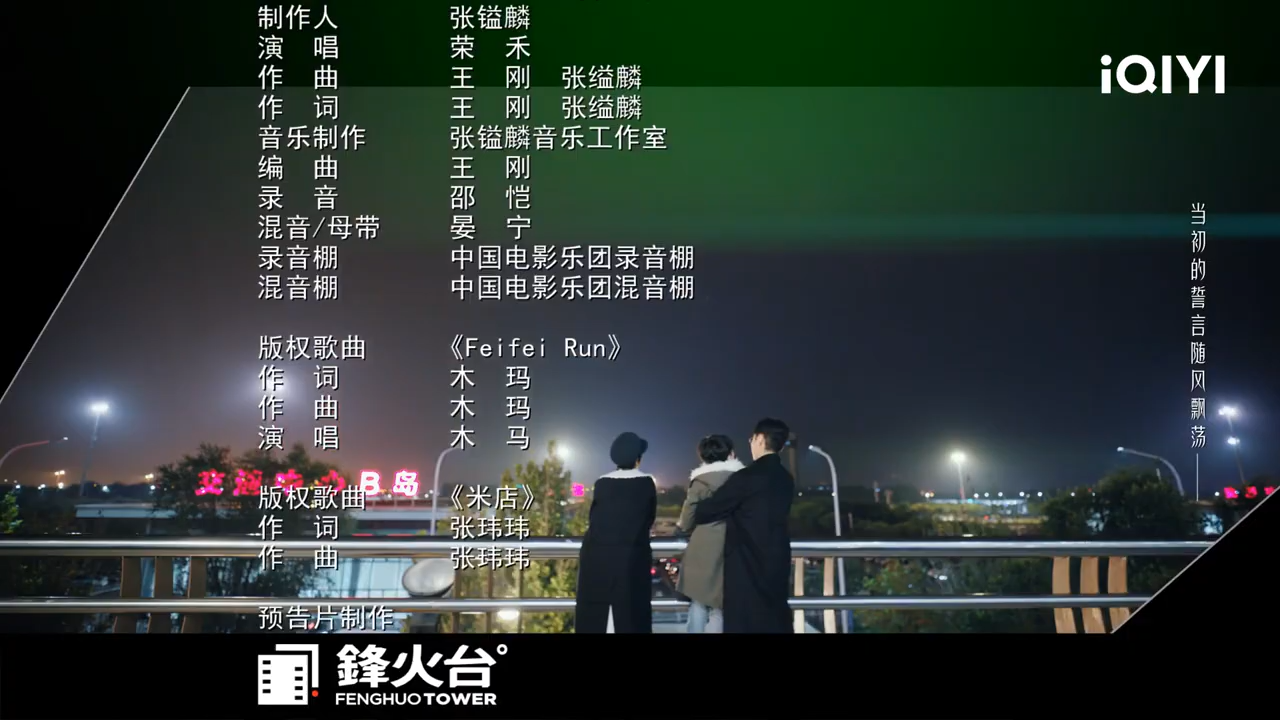 制作人 张镒麟
演 唱 荣 禾
作 曲 王 刚 张缢麟
作 词 王 刚 张缢麟
音乐制作 张镒麟音乐工作室
编 曲 王 刚
录 音 邵 恺
混音/母带 晏 宁
录音棚 中国电影乐团录音棚
混音棚 中国电影乐团混音棚
版权歌曲 《Feifei Run》
作 词 木 玛
作 曲 木 玛
演 唱 木 马
版权歌曲 《米店》
作 词 张玮玮
作 曲 张玮玮
预告片制作
鋒火台
FENGHUO TOWER
iQIYI
当初的誓言随风飘荡——
B岛